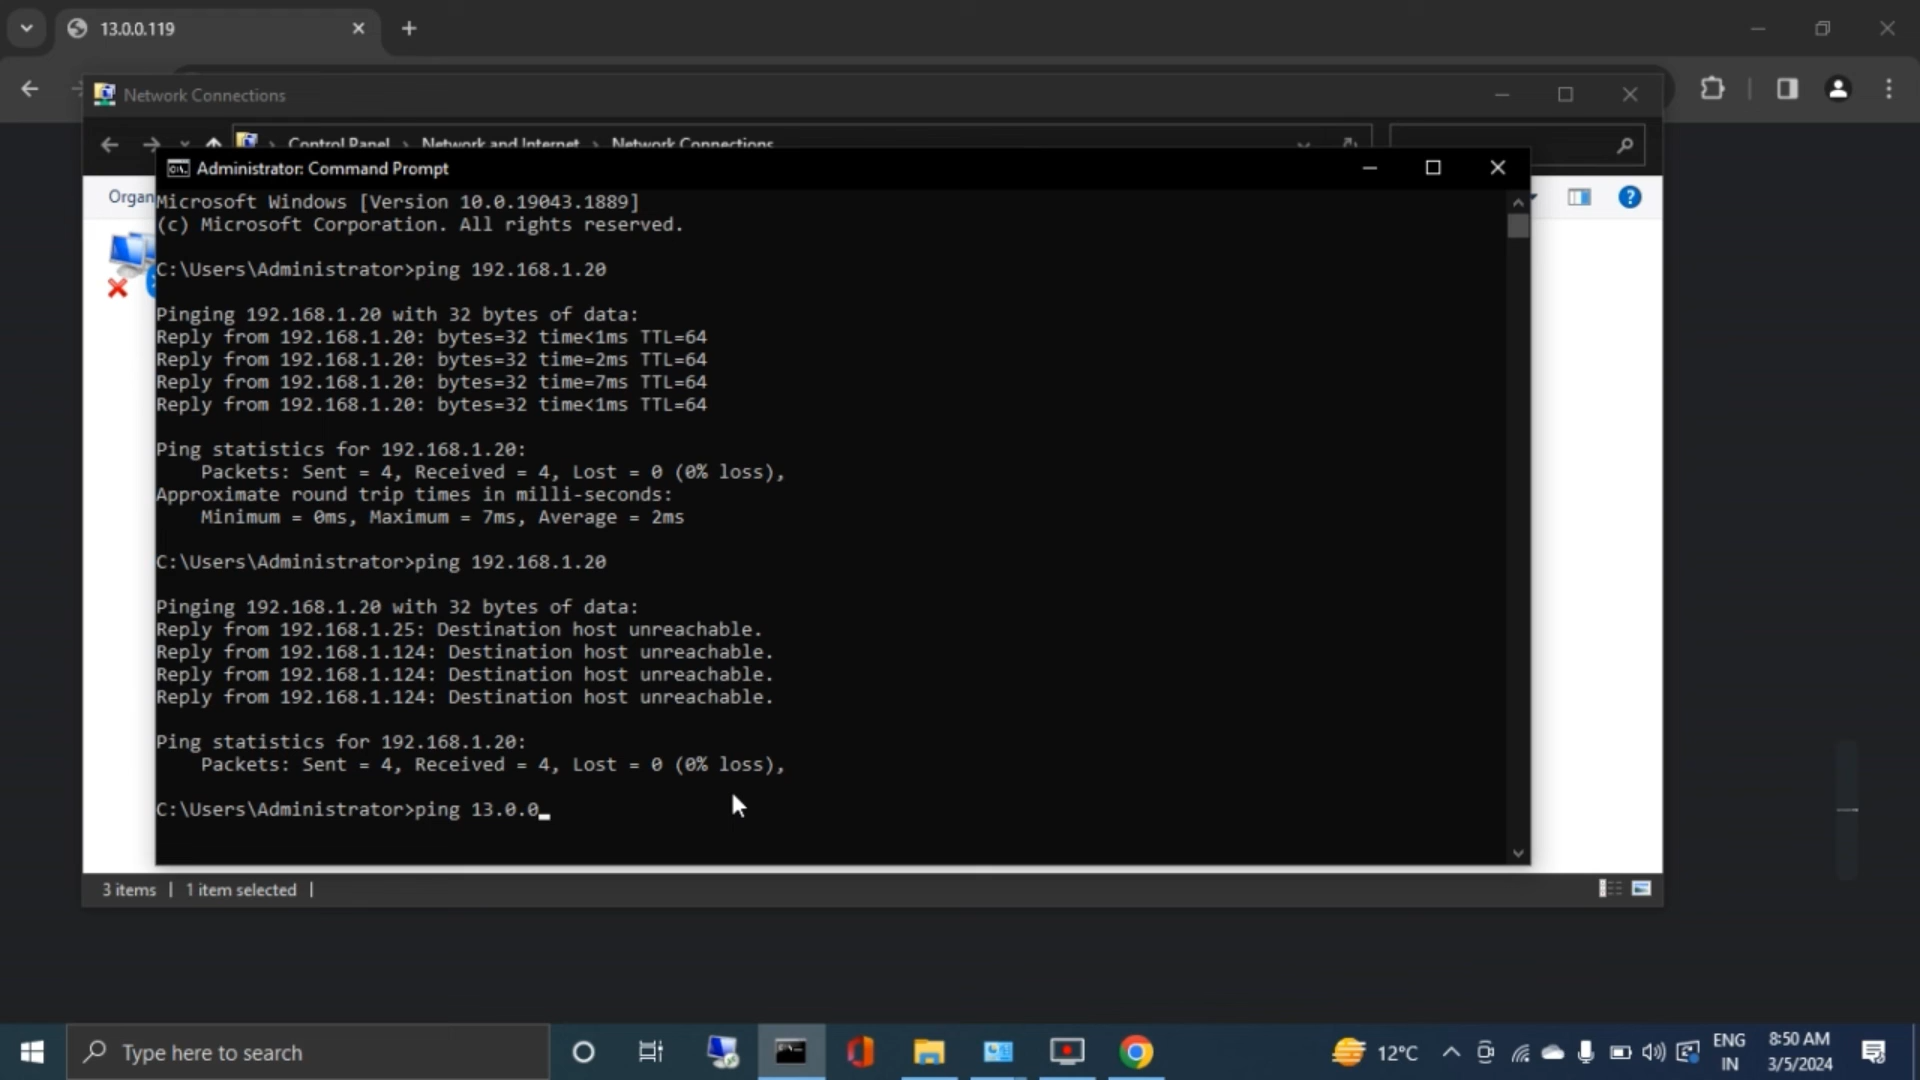 13.0.0.119
Network Connections
Control Panel > Network and Internet > Network Connections
Administrator: Command Prompt
Organ
Microsoft Windows [Version 10.0.19043.1889]
(c) Microsoft Corporation. All rights reserved.
C:\Users\Administrator>ping 192.168.1.20
Pinging 192.168.1.20 with 32 bytes of data:
Reply from 192.168.1.20: bytes=32 time<1ms TTL=64
Reply from 192.168.1.20: bytes=32 time=2ms TTL=64
Reply from 192.168.1.20: bytes=32 time=7ms TTL=64
Reply from 192.168.1.20: bytes=32 time<1ms TTL=64
Ping statistics for 192.168.1.20:
Packets: Sent = 4, Received = 4, Lost = 0 (0% loss),
Approximate round trip times in milli-seconds:
Minimum = 0ms, Maximum = 7ms, Average = 2ms
C:\Users\Administrator>ping 192.168.1.20
Pinging 192.168.1.20 with 32 bytes of data:
Reply from 192.168.1.25: Destination host unreachable.
Reply from 192.168.1.124: Destination host unreachable.
Reply from 192.168.1.124: Destination host unreachable.
Reply from 192.168.1.124: Destination host unreachable.
Ping statistics for 192.168.1.20:
Packets: Sent = 4, Received = 4, Lost = 0 (0% loss),
C:\Users\Administrator>ping 13.0.0_
3 items | 1 item selected |
Type here to search
12°C
ENG
IN
8:50 AM
3/5/2024